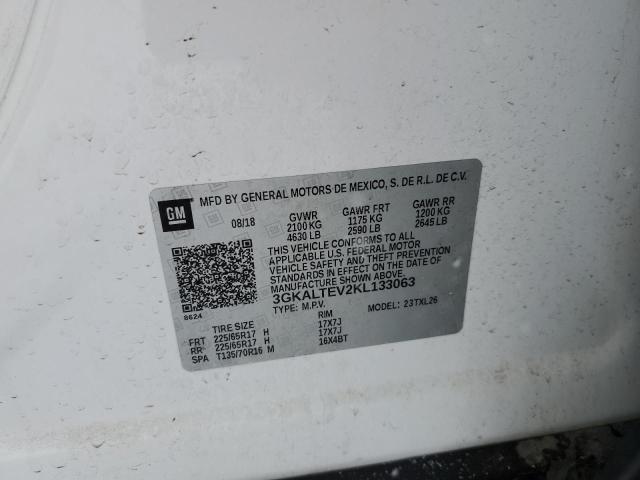 GM
MFD BY GENERAL MOTORS DE MEXICO, S. DE R.L. DE C.V.
08/18 GVWR GAWR FRT GAWR RR
2100 KG 1175 KG 1200 KG
4630 LB 2590 LB 2645 LB
THIS VEHICLE CONFORMS TO ALL
APPLICABLE U.S. FEDERAL MOTOR
VEHICLE SAFETY AND THEFT PREVENTION
STANDARDS IN EFFECT ON THE DATE OF
MANUFACTURE SHOWN ABOVE.
3GKALTEV2KL133063
TYPE: M.P.V. MODEL: 23TXL26
8624
TIRE SIZE RIM
FRT 225/65R17 H 17X7J
RR 225/65R17 H 17X7J
SPA T135/70R16 M 16X4BT